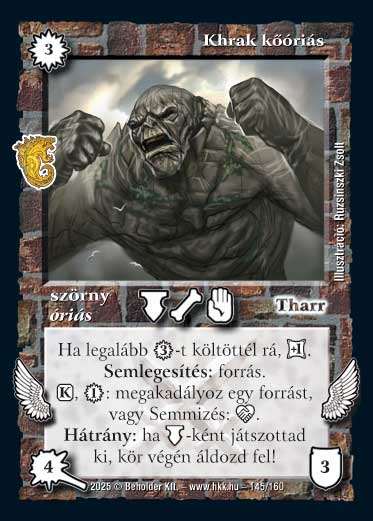 3
Khrak kőóriás
Illusztráció: Ruzsinszki Zsolt
szörny
óriás
Tharr
Ha legalább 3-t költöttél rá, +1.
Semlegesítés: forrás.
K, 1: megakadályoz egy forrást,
vagy Semmizés: .
Hátrány: ha -ként játszottad
ki, kör végén áldozd fel!
4
2025 © Beholder Kft. – www.hkk.hu – 145/160
3